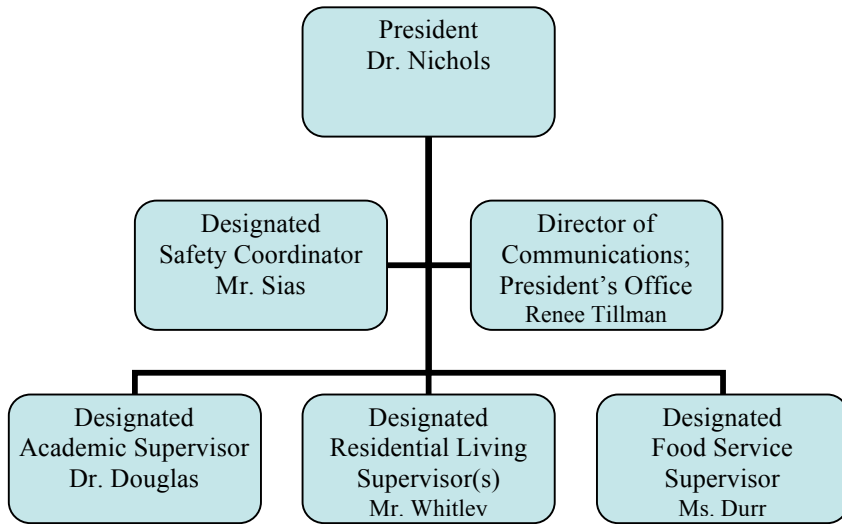 President
Dr. Nichols
Designated
Safety Coordinator
Mr. Sias
Director of
Communications;
President’s Office
Renee Tillman
Designated
Academic Supervisor
Dr. Douglas
Designated
Residential Living
Supervisor(s)
Mr. Whitley
Designated
Food Service
Supervisor
Ms. Durr